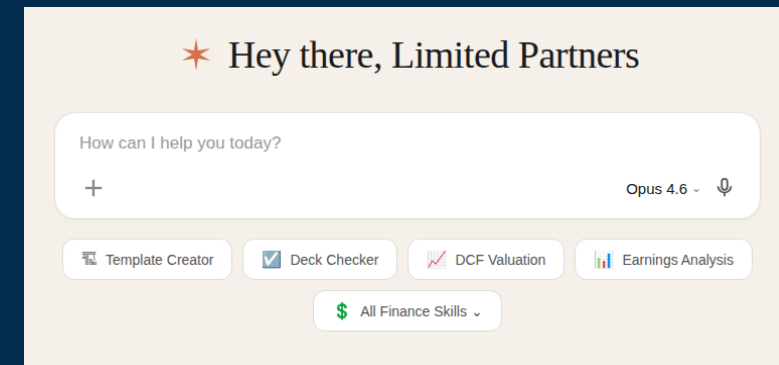 Hey there, Limited Partners
How can I help you today?
Opus 4.6
Template Creator
Deck Checker
DCF Valuation
Earnings Analysis
All Finance Skills